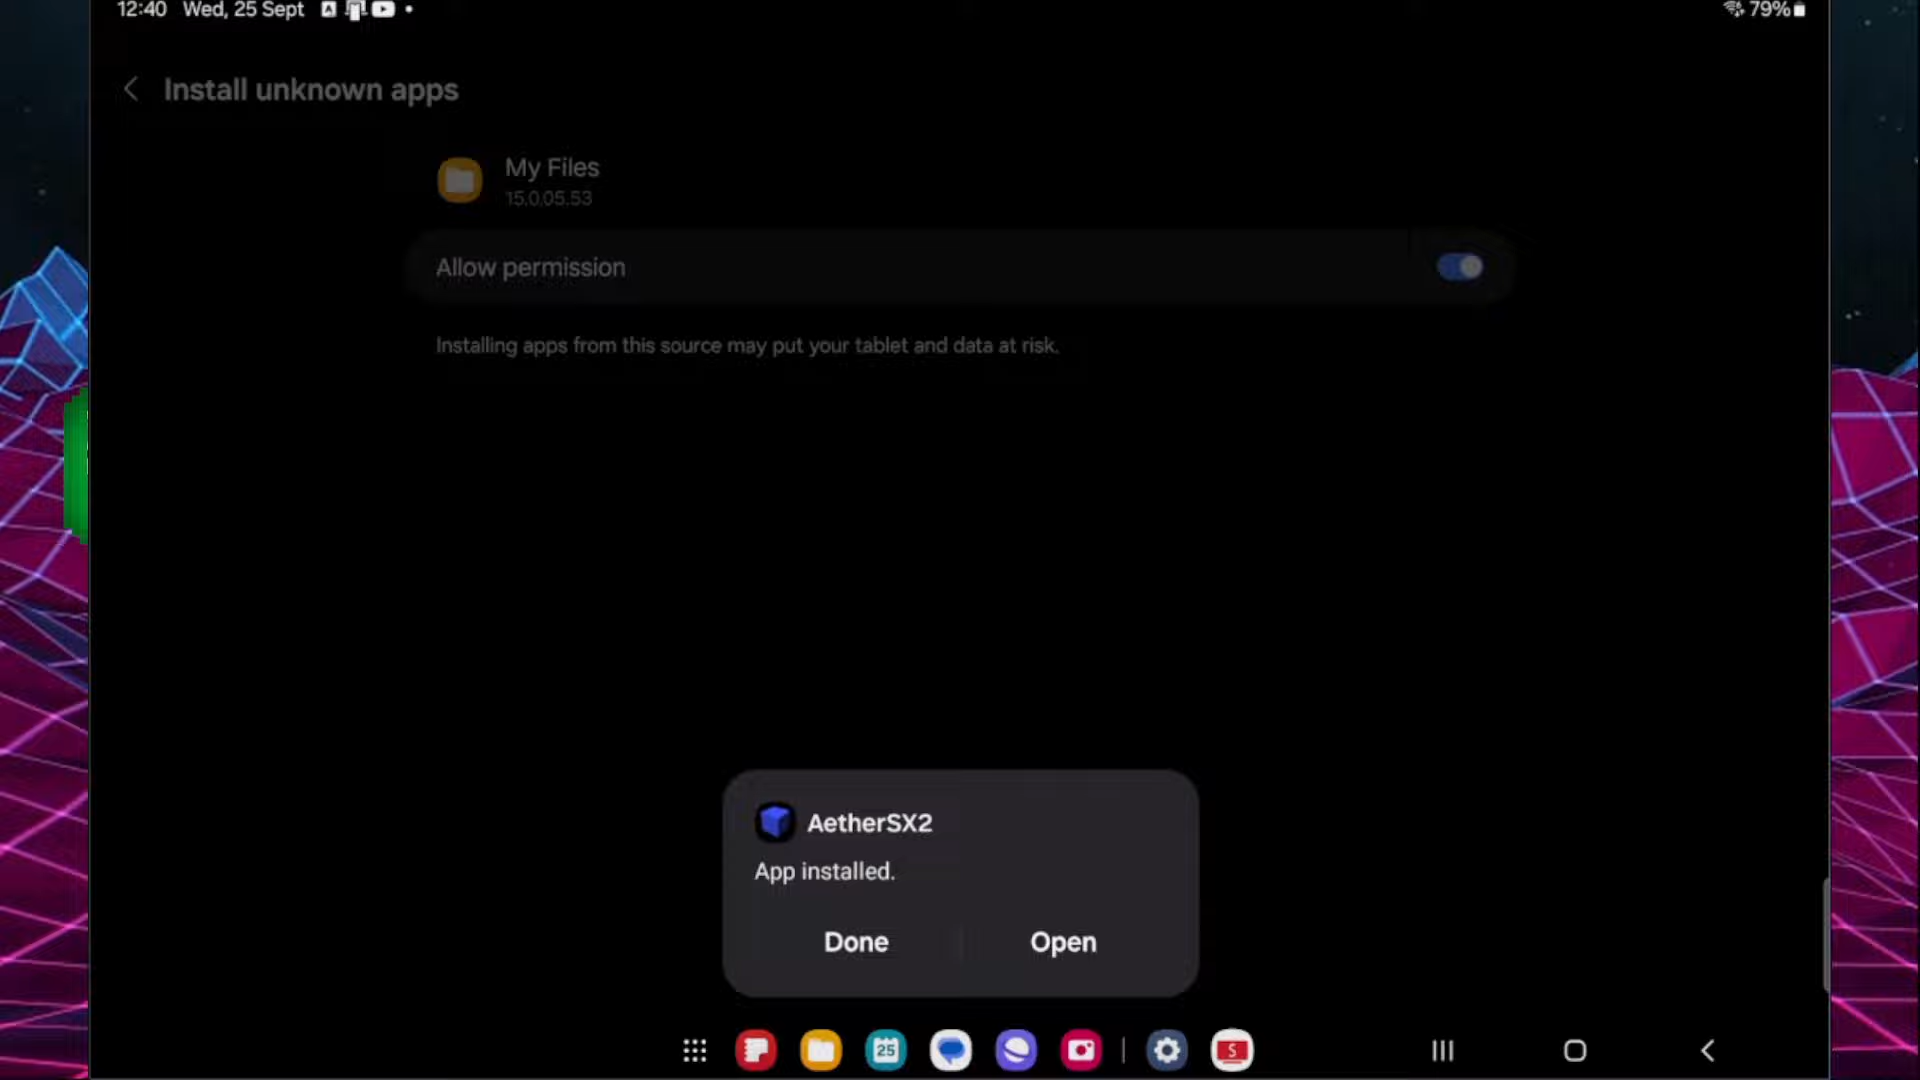 12:40 Wed, 25 Sept 79%
Install unknown apps
My Files
15.0.05.53
Allow permission
Installing apps from this source may put your tablet and data at risk.
AetherSX2
App installed.
Done Open
25 S